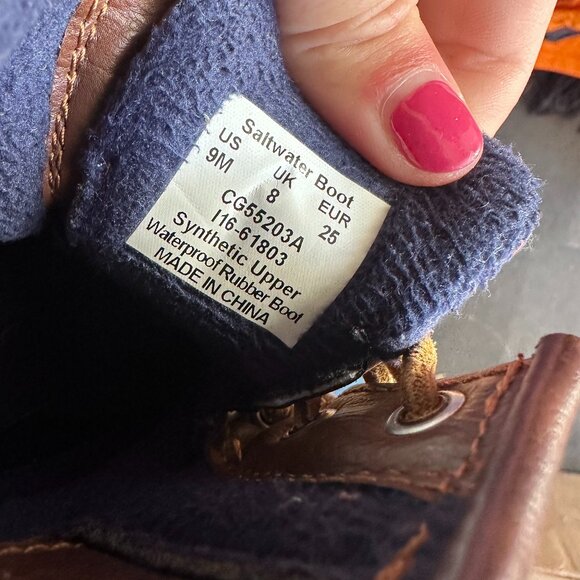 Saltwater Boot
US UK EUR
9M 8 25
CG55203A
I16-61803
Synthetic Upper
Waterproof Rubber Boot
MADE IN CHINA